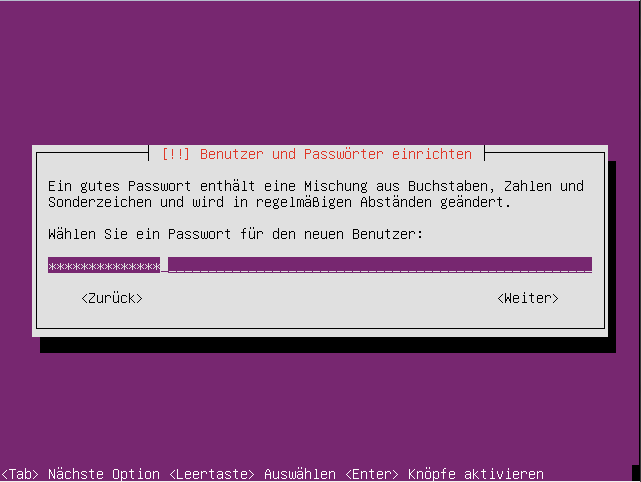 [!!] Benutzer und Passwörter einrichten
Ein gutes Passwort enthält eine Mischung aus Buchstaben, Zahlen und
Sonderzeichen und wird in regelmäßigen Abständen geändert.
Wählen Sie ein Passwort für den neuen Benutzer:
**************
<Zurück> <Weiter>
<Tab> Nächste Option <Leertaste> Auswählen <Enter> Knöpfe aktivieren